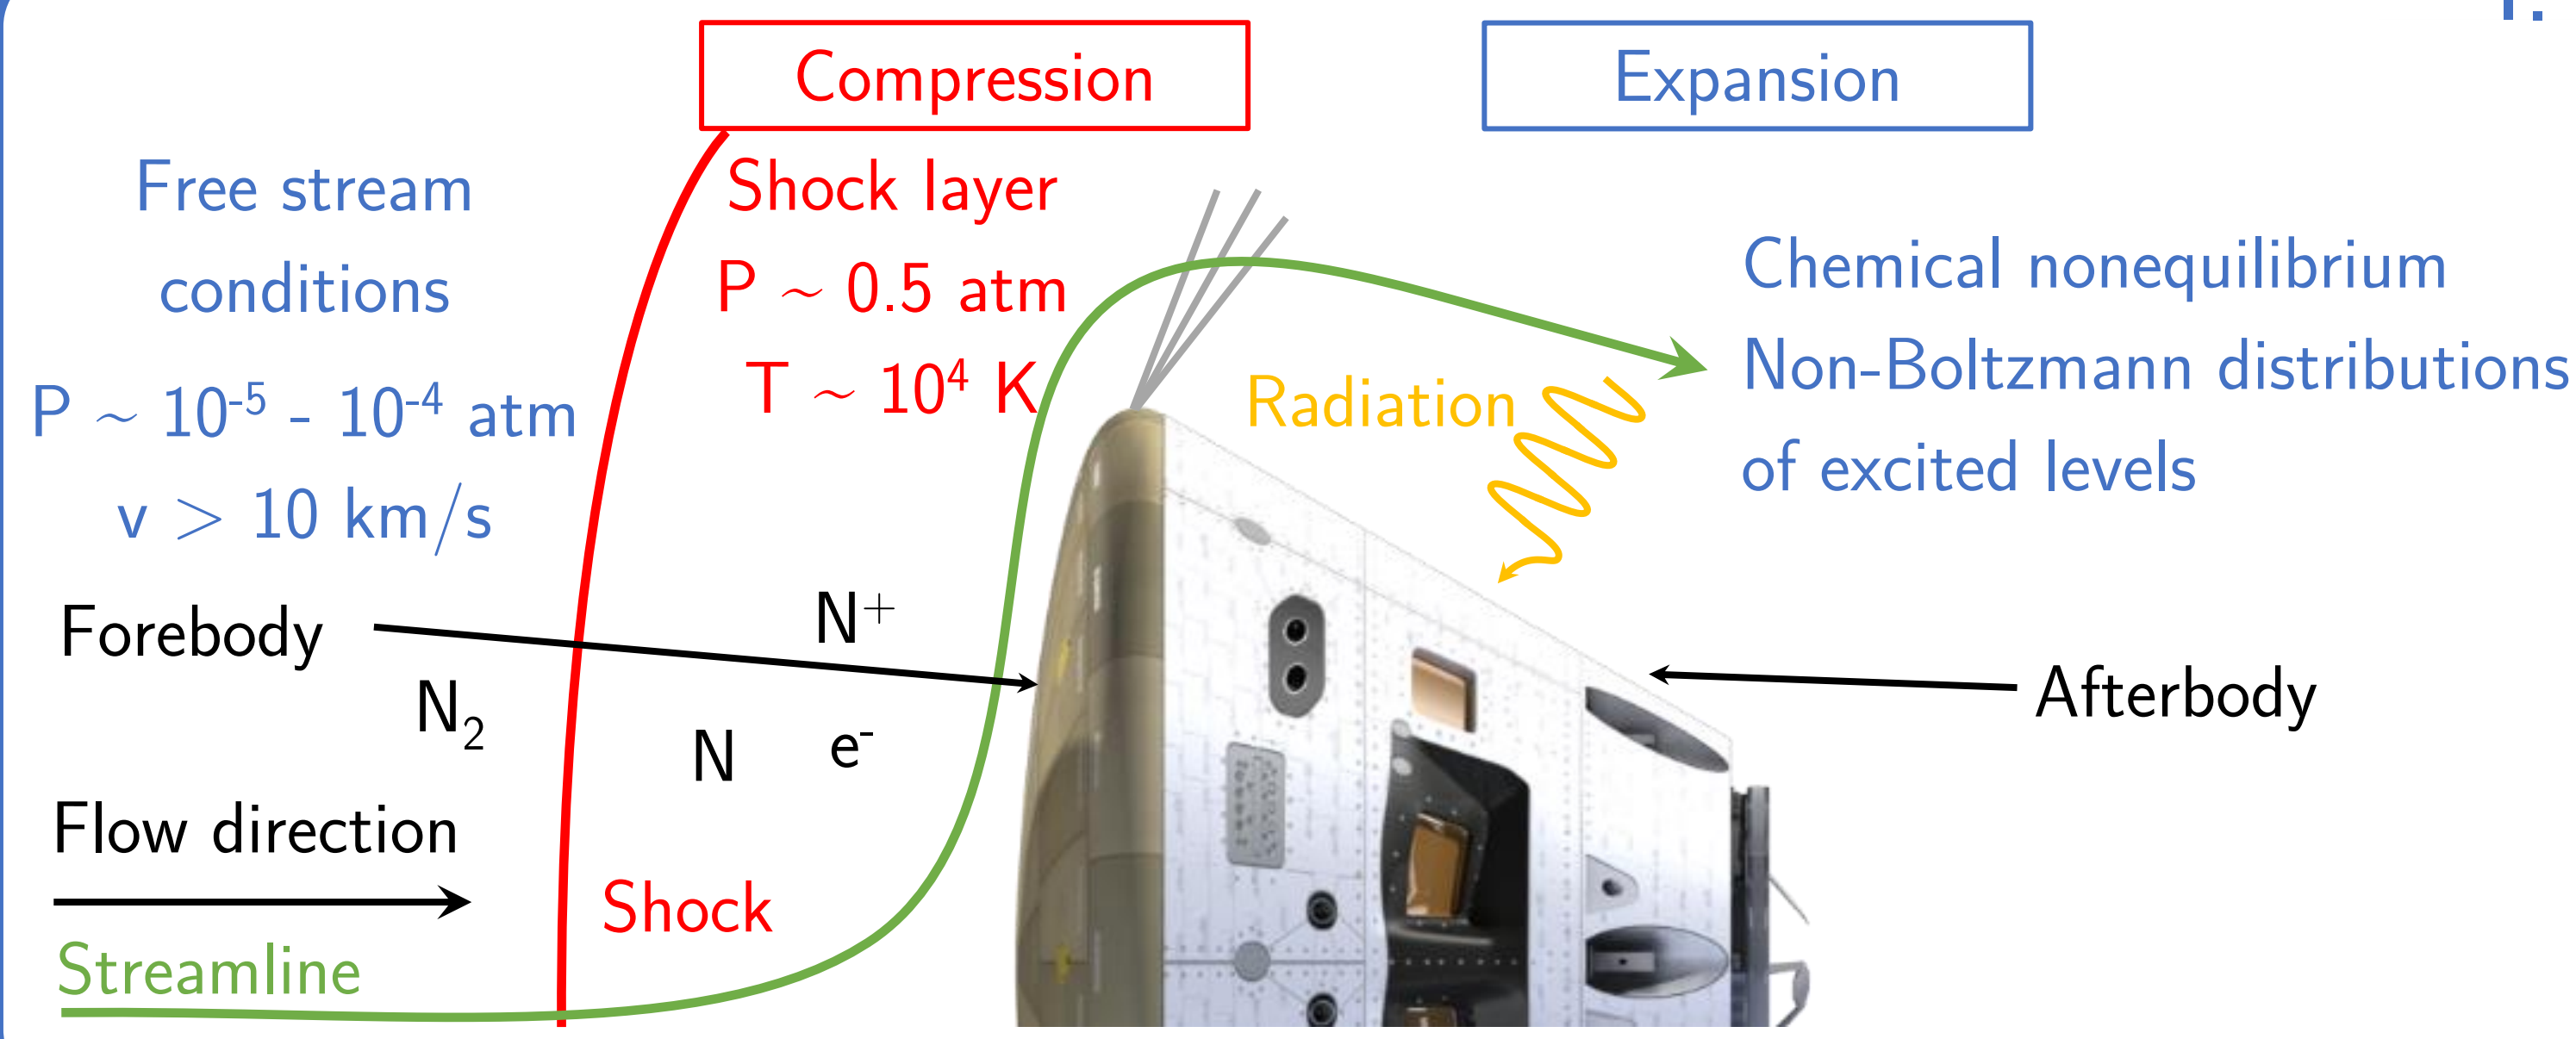 Compression
Expansion
Free stream
conditions
P ~ 10⁻⁵ - 10⁻⁴ atm
v > 10 km/s
Shock layer
P ~ 0.5 atm
T ~ 10⁴ K
Radiation
Chemical nonequilibrium
Non-Boltzmann distributions
of excited levels
Forebody
N₂
N⁺
N e⁻
Afterbody
Flow direction
Shock
Streamline